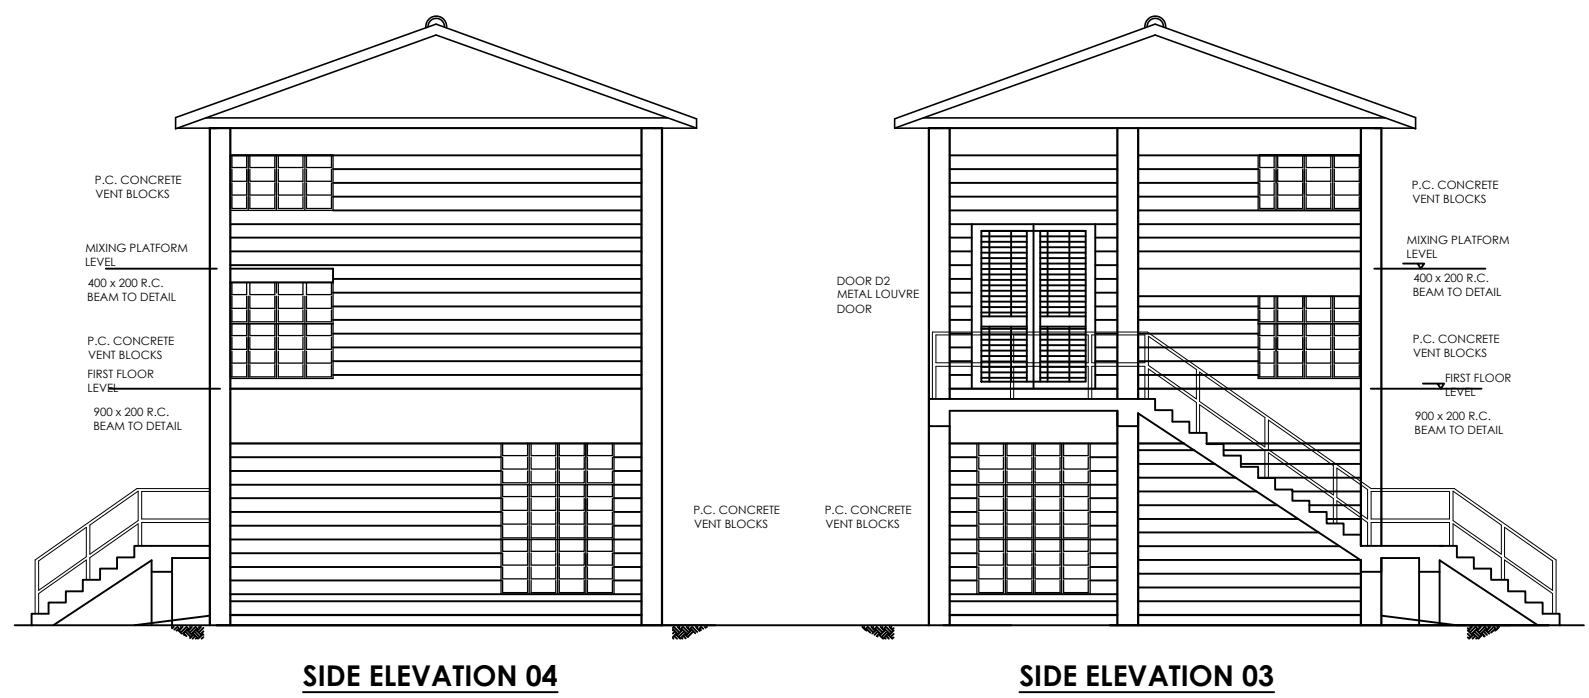 P.C. CONCRETE
VENT BLOCKS
MIXING PLATFORM
LEVEL
400 x 200 R.C.
BEAM TO DETAIL
P.C. CONCRETE
VENT BLOCKS
FIRST FLOOR
LEVEL
900 x 200 R.C.
BEAM TO DETAIL
P.C. CONCRETE
VENT BLOCKS
SIDE ELEVATION 04
DOOR D2
METAL LOUVRE
DOOR
P.C. CONCRETE
VENT BLOCKS
P.C. CONCRETE
VENT BLOCKS
MIXING PLATFORM
LEVEL
400 x 200 R.C.
BEAM TO DETAIL
P.C. CONCRETE
VENT BLOCKS
FIRST FLOOR
LEVEL
900 x 200 R.C.
BEAM TO DETAIL
SIDE ELEVATION 03